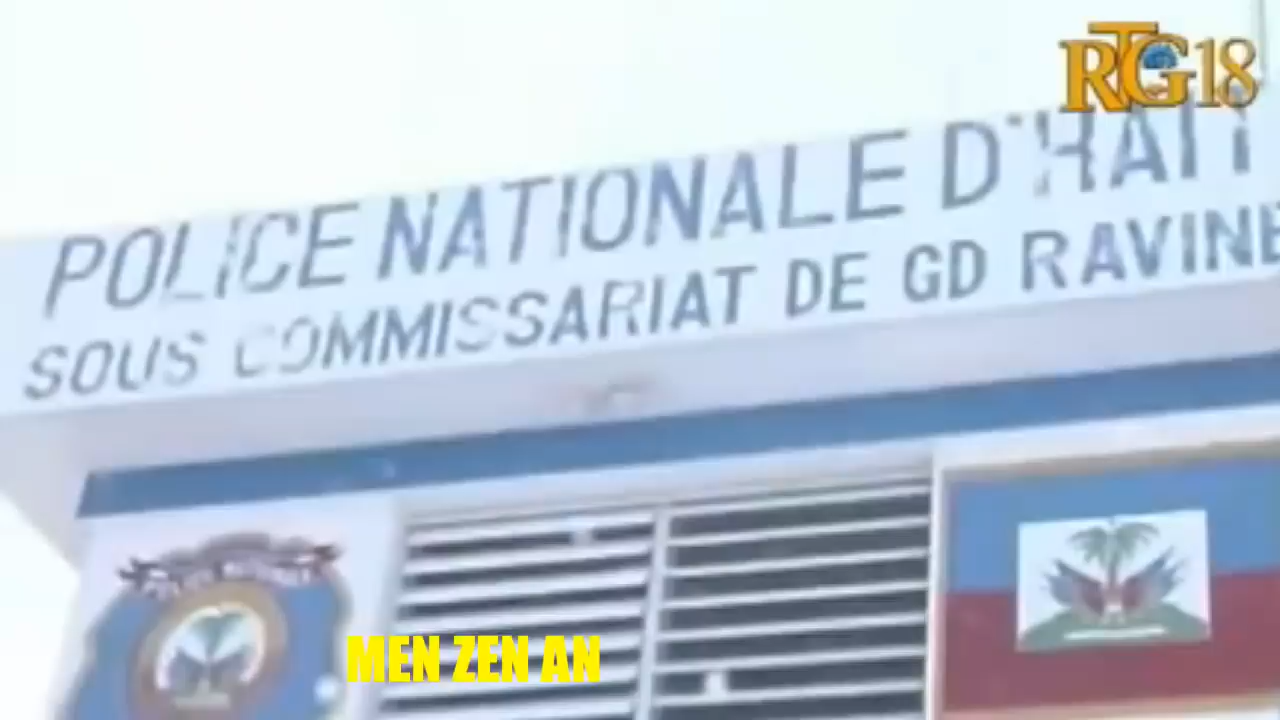 RTG18
POLICE NATIONALE D'HAITI
SOUS COMMISSARIAT DE GD RAVINE
MEN ZEN AN